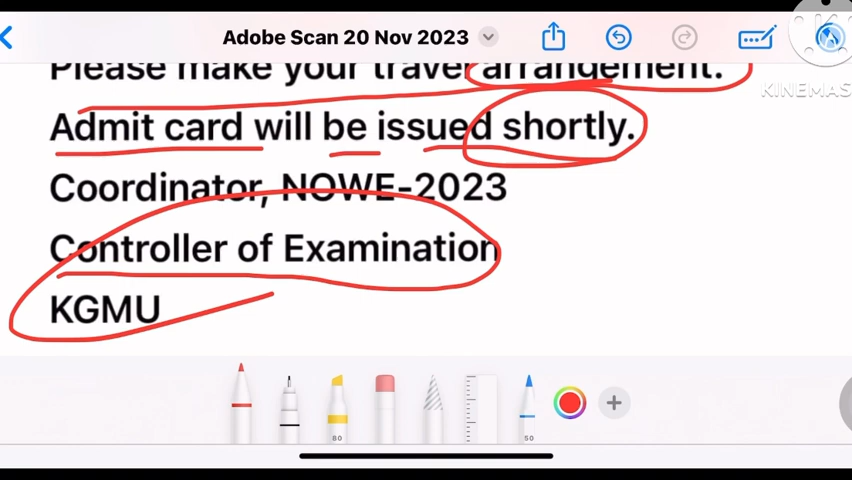 Adobe Scan 20 Nov 2023
Please make your travel arrangement.
KINEMAS
Admit card will be issued shortly.
Coordinator, NOWE-2023
Controller of Examination
KGMU
80
50